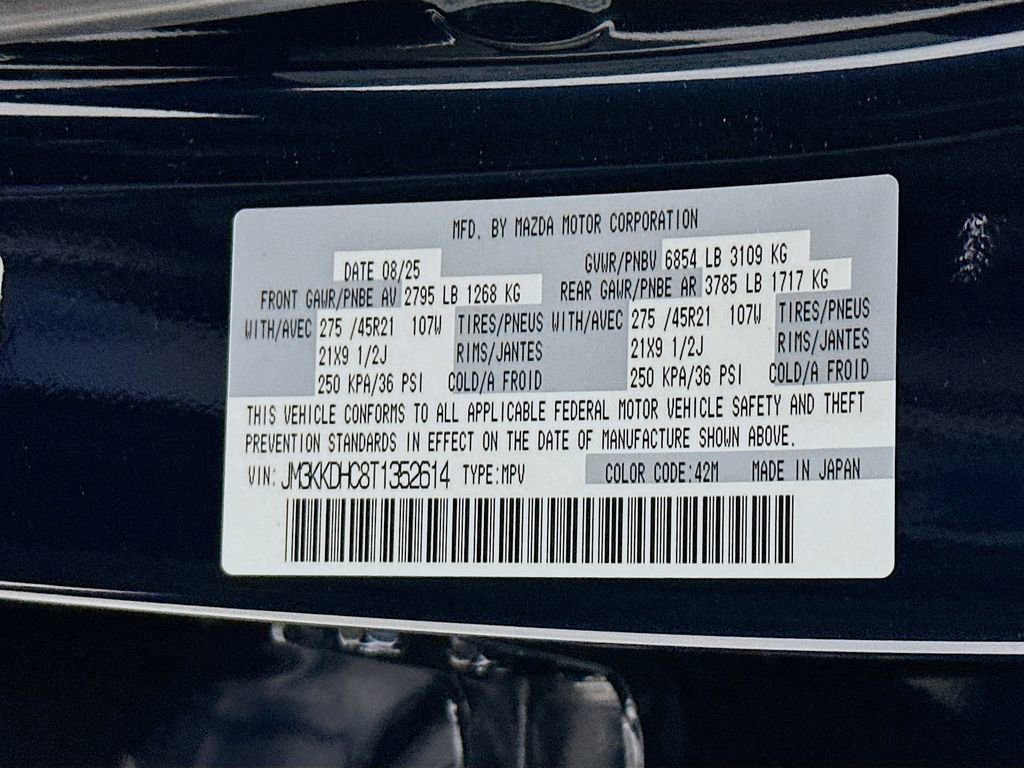 MFD. BY MAZDA MOTOR CORPORATION
DATE 08/25 GVWR/PNBV 6854 LB 3109 KG
FRONT GAWR/PNBE AV 2795 LB 1268 KG REAR GAWR/PNBE AR 3785 LB 1717 KG
WITH/AVEC 275 /45R21 107W TIRES/PNEUS WITH/AVEC 275 /45R21 107W TIRES/PNEUS
21X9 1/2J RIMS/JANTES 21X9 1/2J RIMS/JANTES
250 KPA/36 PSI COLD/A FROID 250 KPA/36 PSI COLD/A FROID
THIS VEHICLE CONFORMS TO ALL APPLICABLE FEDERAL MOTOR VEHICLE SAFETY AND THEFT
PREVENTION STANDARDS IN EFFECT ON THE DATE OF MANUFACTURE SHOWN ABOVE.
VIN: JM3KKDHC8T1352614 TYPE:MPV COLOR CODE:42M MADE IN JAPAN